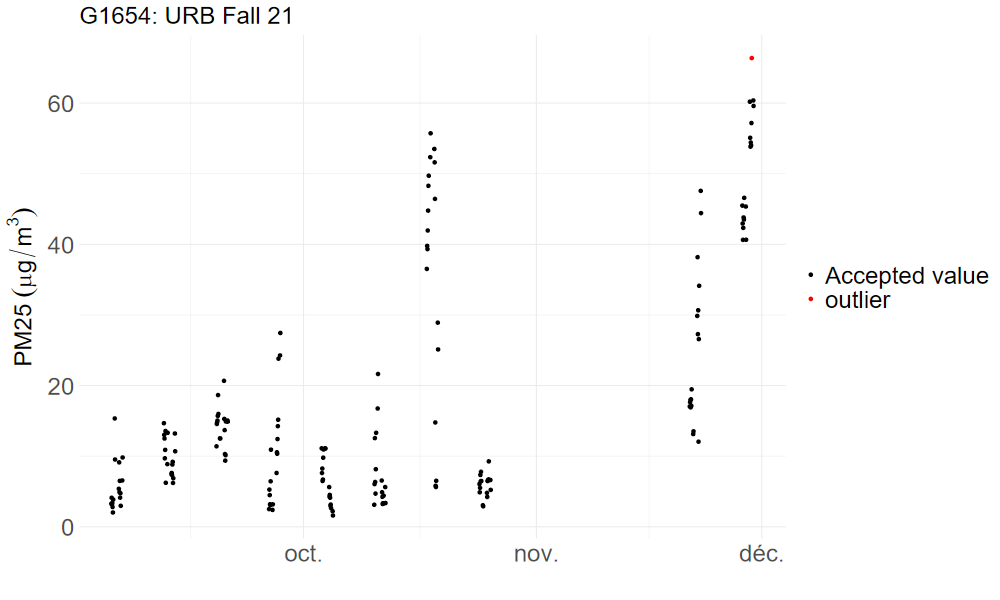 G1654: URB Fall 21
PM25 (μg/m³)
60
40
20
0
oct.
nov.
déc.
Accepted value
outlier